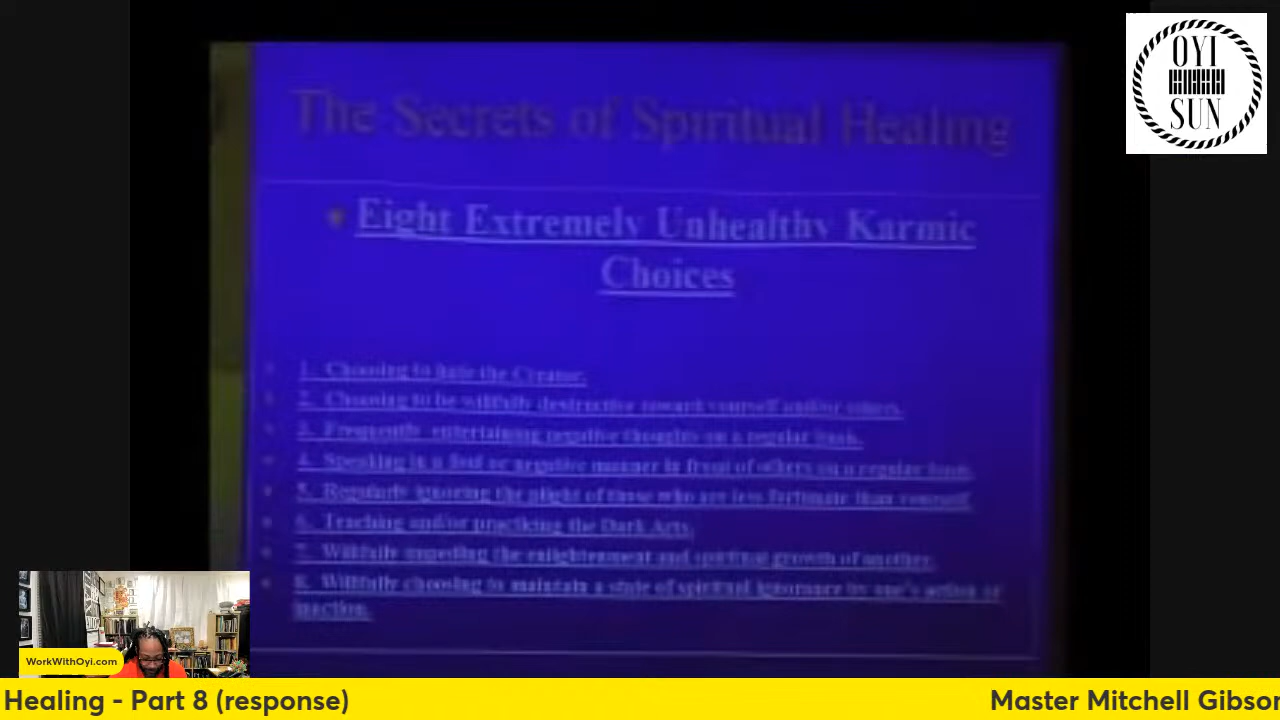 OYI
SUN
The Secrets of Spiritual Healing
Eight Extremely Unhealthy Karmic
Choices
1. Choosing to hate the Creator.
2. Choosing to be willfully destructive toward yourself and/or others.
3. Frequently entertaining negative thoughts on a regular basis.
4. Speaking in a foul or negative manner in front of others on a regular basis.
5. Regularly ignoring the plight of those who are less fortunate than yourself.
6. Teaching and/or practicing the Dark Arts.
7. Willfully impeding the enlightenment and spiritual growth of another.
8. Willfully choosing to maintain a state of spiritual ignorance by one's action or
inaction.
WorkWithOyi.com
Healing - Part 8 (response)
Master Mitchell Gibson